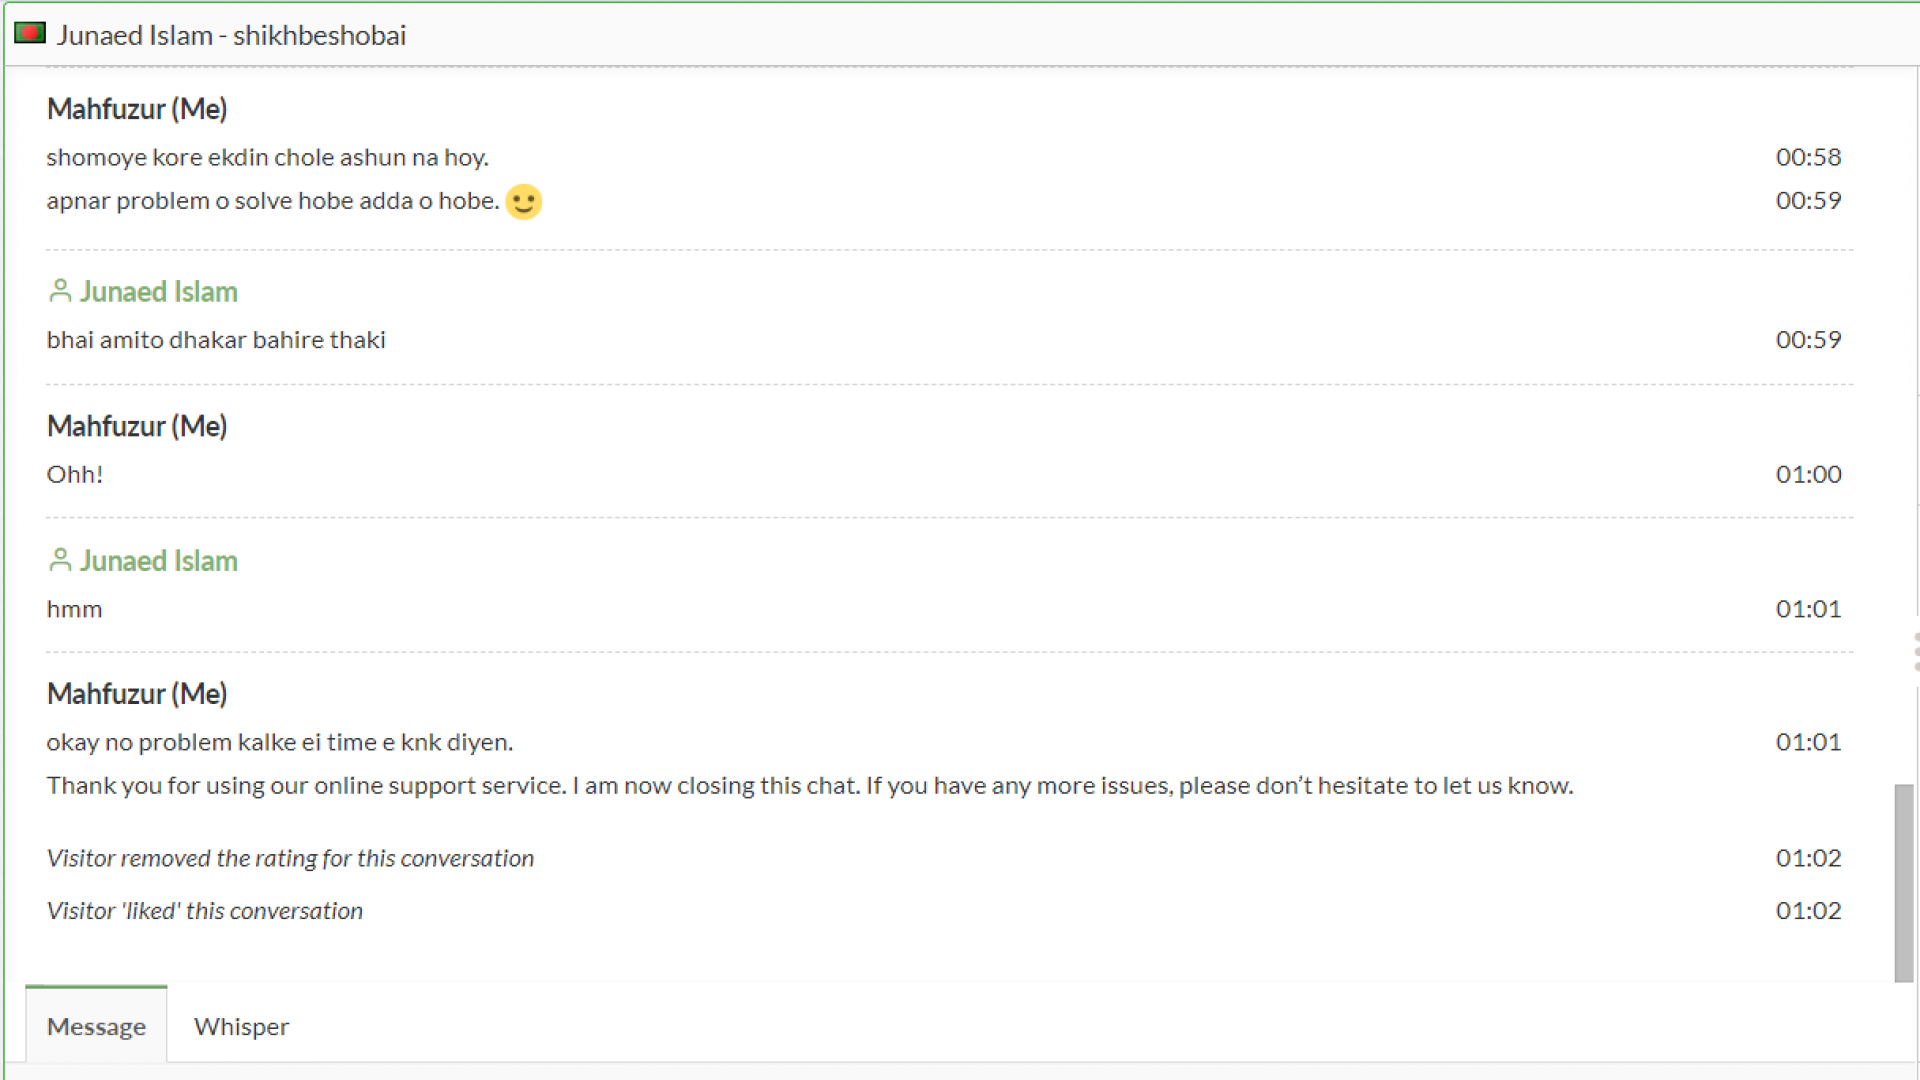 Junaed Islam - shikhbeshobai
Mahfuzur (Me)
shomoye kore ekdin chole ashun na hoy. 00:58
apnar problem o solve hobe adda o hobe. 🙂 00:59
Junaed Islam
bhai amito dhakar bahire thaki 00:59
Mahfuzur (Me)
Ohh! 01:00
Junaed Islam
hmm 01:01
Mahfuzur (Me)
okay no problem kalke ei time e knk diyen. 01:01
Thank you for using our online support service. I am now closing this chat. If you have any more issues, please don’t hesitate to let us know.
Visitor removed the rating for this conversation 01:02
Visitor 'liked' this conversation 01:02
Message Whisper